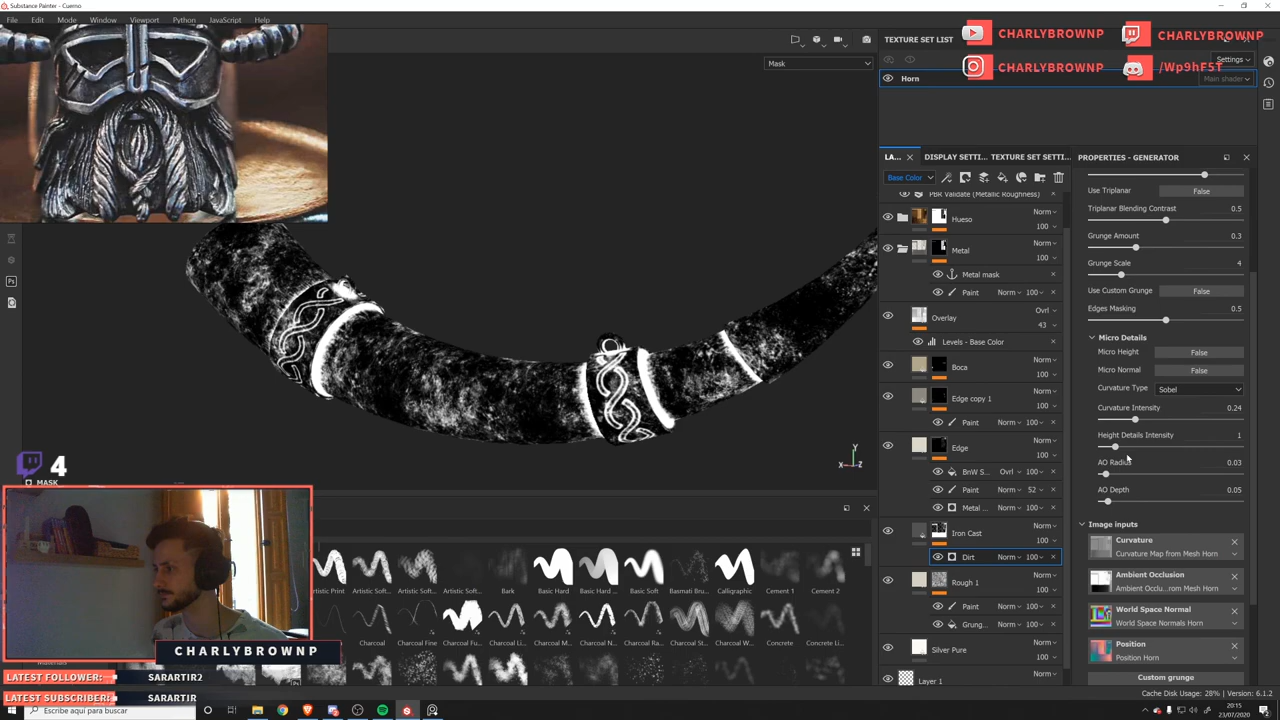 Substance Painter - Cuerno
File Edit Mode Window Viewport Python JavaScript Help
CHARLYBROWNP CHARLYBROWNP
CHARLYBROWNP /Wp9hF5T
Mask
TEXTURE SET LIST
Settings
Horn Main shader
LA... DISPLAY SETTI... TEXTURE SET SETTI...
Base Color
PBR Validate (Metallic Roughness)
Hueso Norm 100
Metal Norm 100
Metal mask
Paint Norm 100
Overlay Ovrl 43
Levels - Base Color
Boca Norm 100
Edge copy 1 Norm 100
Paint Norm 100
Edge Norm 100
BnW S... Ovrl 100
Paint Norm 52
Metal ... Norm 100
Iron Cast Norm 100
Dirt Norm 100
Rough 1 Norm 100
Paint Norm 100
Grung... Norm 100
Silver Pure Norm 100
Layer 1 Norm
PROPERTIES - GENERATOR
Use Triplanar False
Triplanar Blending Contrast 0.5
Grunge Amount 0.3
Grunge Scale 4
Use Custom Grunge False
Edges Masking 0.5
Micro Details
Micro Height False
Micro Normal False
Curvature Type Sobel
Curvature Intensity 0.24
Height Details Intensity 1
AO Radius 0.03
AO Depth 0.05
Image inputs
Curvature
Curvature Map from Mesh Horn
Ambient Occlusion
Ambient Occlu...rom Mesh Horn
World Space Normal
World Space Normals Horn
Position
Position Horn
Custom grunge
Cache Disk Usage: 28% | Version: 6.1.2
Y
X Z
4
MASK
Artistic Print Artistic Soft... Artistic Soft... Bark Basic Hard Basic Hard ... Basic Soft Basmati Bru... Calligraphic Cement 1 Cement 2
Charcoal Charcoal Fine Charcoal Fu... Charcoal Li... Charcoal M... Charcoal N... Charcoal Ra... Charcoal St... Charcoal W... Concrete Concrete Li...
CHARLYBROWNP
LATEST FOLLOWER: SARARTIR2
LATEST SUBSCRIBER: SARARTIR
Escribe aquí para buscar
20:15
23/07/2020